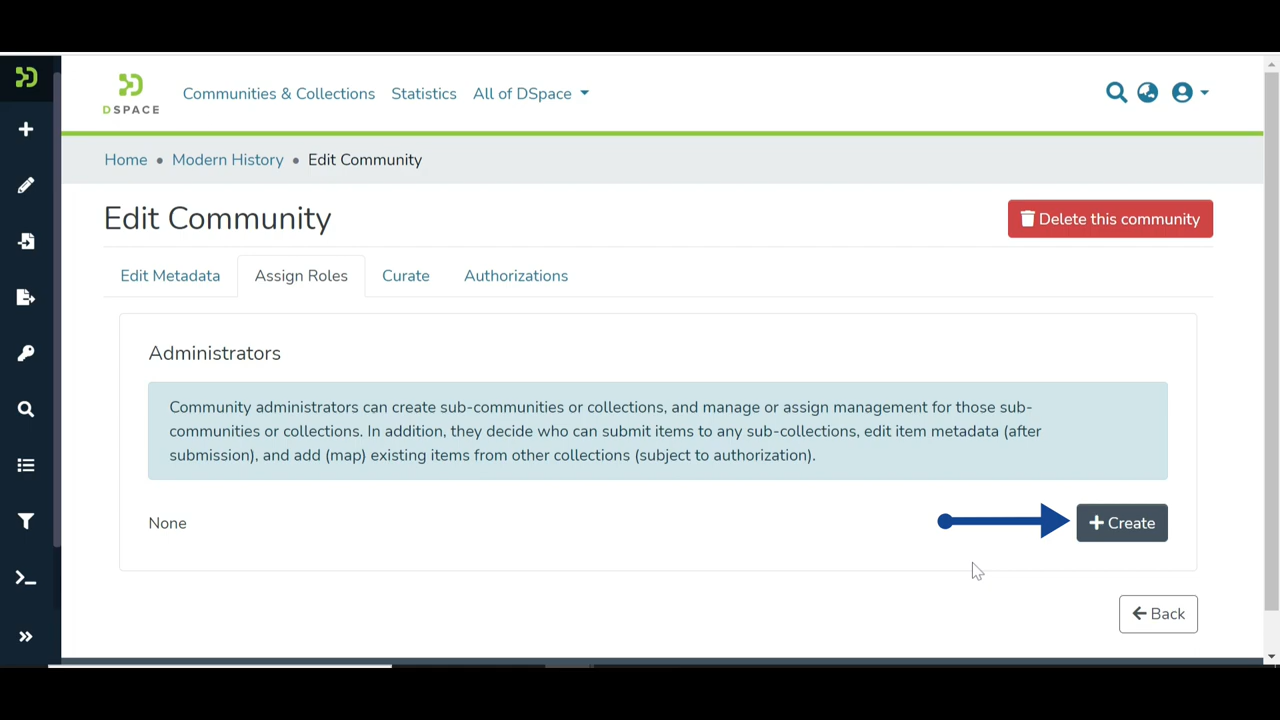 DSPACE
Communities & Collections Statistics All of DSpace
Home • Modern History • Edit Community
Edit Community
Delete this community
Edit Metadata Assign Roles Curate Authorizations
Administrators
Community administrators can create sub-communities or collections, and manage or assign management for those sub-
communities or collections. In addition, they decide who can submit items to any sub-collections, edit item metadata (after
submission), and add (map) existing items from other collections (subject to authorization).
None
Create
Back